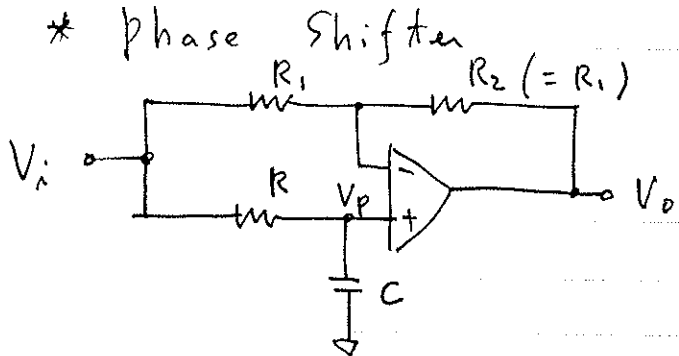 * Phase Shifter
R₁
R₂ (= R₁)
Vᵢ
R
Vₚ
-
+
Vₒ
C